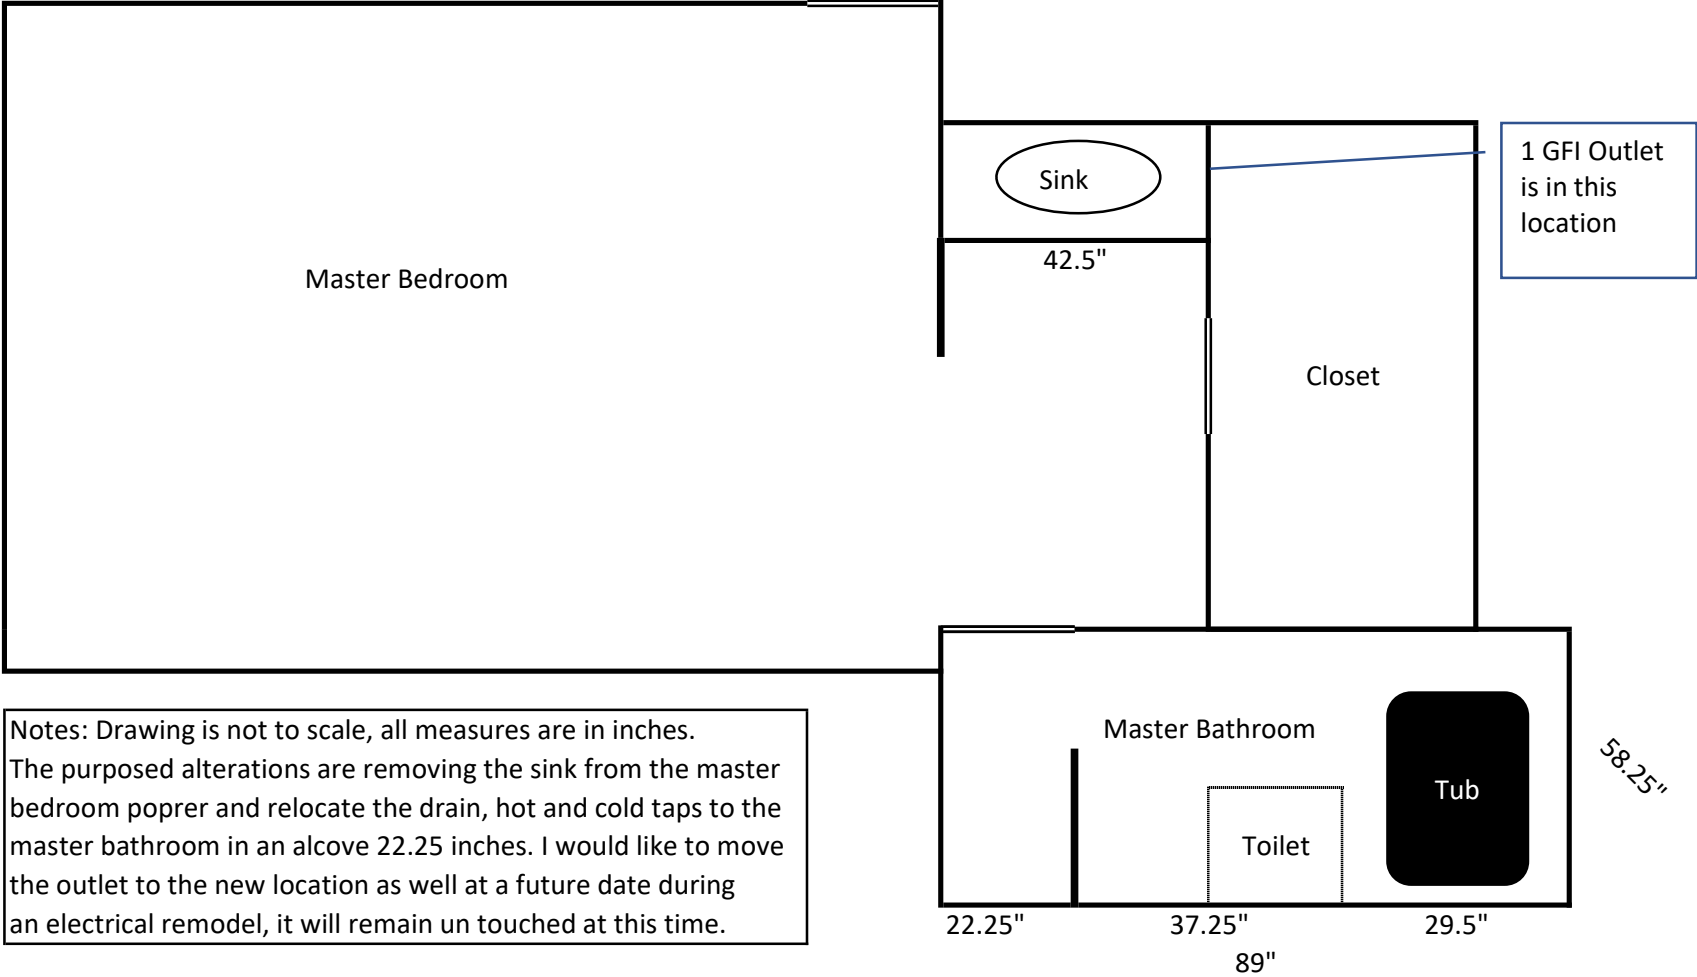 Sink
1 GFI Outlet
is in this
location
42.5"
Master Bedroom
Closet
Notes: Drawing is not to scale, all measures are in inches.
The purposed alterations are removing the sink from the master
bedroom poprer and relocate the drain, hot and cold taps to the
master bathroom in an alcove 22.25 inches. I would like to move
the outlet to the new location as well at a future date during
an electrical remodel, it will remain un touched at this time.
Master Bathroom
58.25"
Tub
Toilet
22.25"
37.25"
29.5"
89"